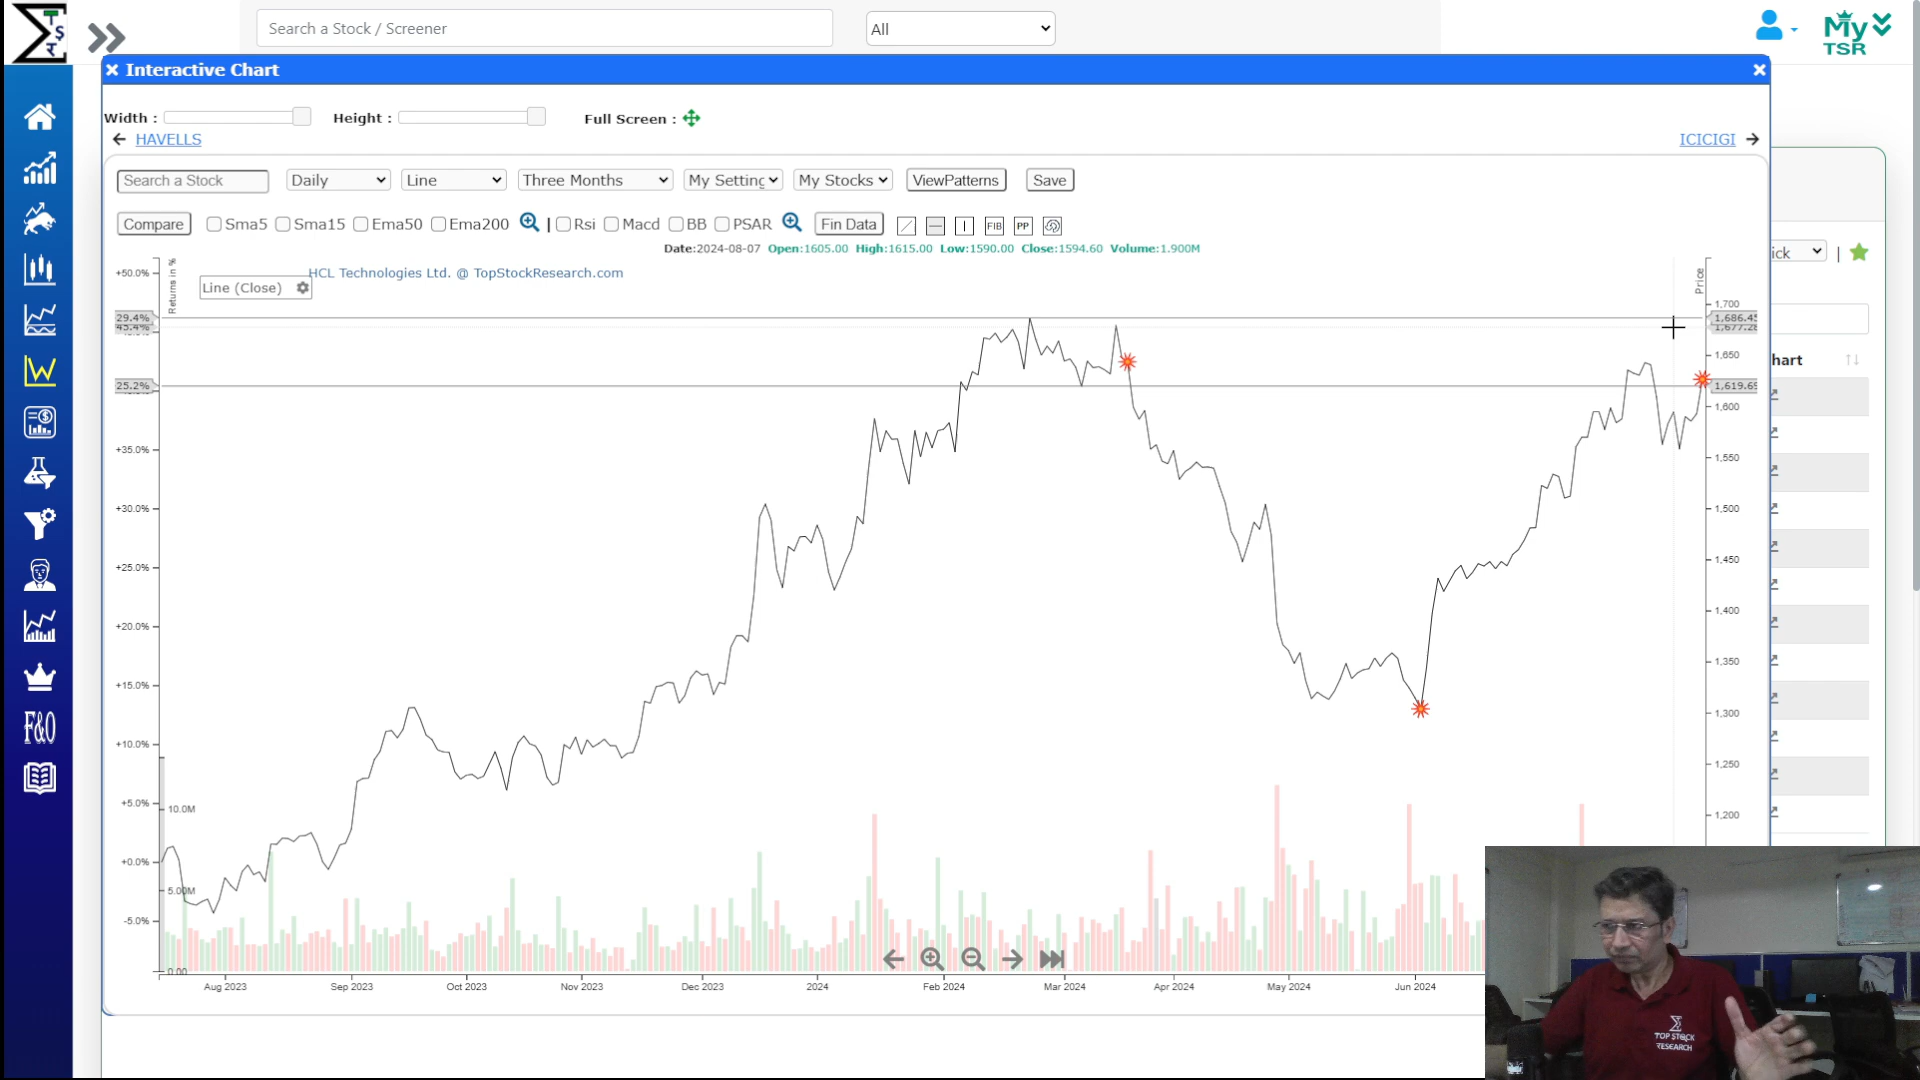 T
$
₹
Search a Stock / Screener
All
My
TSR
× Interactive Chart ×
Width : Height : Full Screen :
HAVELLS ICICIGI
Search a Stock Daily Line Three Months My Setting My Stocks ViewPatterns Save
Compare Sma5 Sma15 Ema50 Ema200 | Rsi Macd BB PSAR Fin Data FIB PP
ick |
Date:2024-08-07 Open:1605.00 High:1615.00 Low:1590.00 Close:1594.60 Volume:1.900M
+50.0% Returns in % HCL Technologies Ltd. @ TopStockResearch.com Price
Line (Close)
1,700
29.4% 1,686.45
43.4% 1,677.28
1,650
hart
25.2% 1,619.69
1,600
+35.0% 1,550
+30.0% 1,500
+25.0% 1,450
+20.0% 1,400
+15.0% 1,350
1,300
F&O
+10.0% 1,250
+5.0% 10.0M 1,200
+0.0%
5.00M
-5.0%
0.00
Aug 2023 Sep 2023 Oct 2023 Nov 2023 Dec 2023 2024 Feb 2024 Mar 2024 Apr 2024 May 2024 Jun 2024
TOP STOCK
RESEARCH